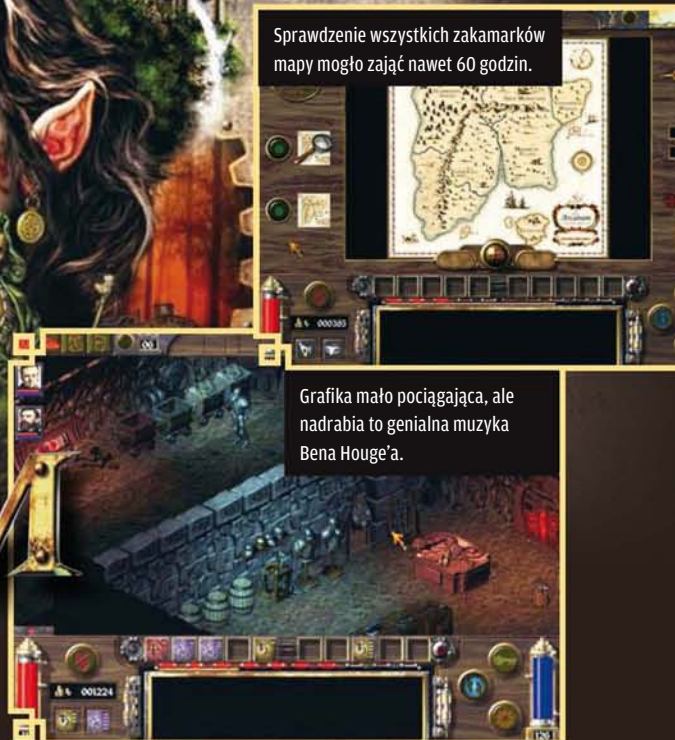 Sprawdzenie wszystkich zakamarków
mapy mogło zająć nawet 60 godzin.
Arcanum
000385
Grafika mało pociągająca, ale
nadrabia to genialna muzyka
Bena Houge’a.
001224
126